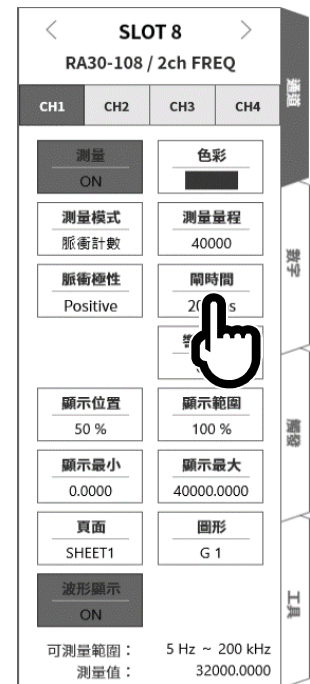 SLOT 8
RA30-108 / 2ch FREQ
CH1 CH2 CH3 CH4
測量 色彩
ON
測量模式 測量量程
脈衝計數 40000
脈衝極性 閘時間
Positive
顯示位置 顯示範圍
50 % 100 %
顯示最小 顯示最大
0.0000 40000.0000
頁面 圖形
SHEET1 G 1
波形顯示
ON
可測量範圍： 5 Hz ～ 200 kHz
測量值： 32000.0000
通道
數字
觸發
工具